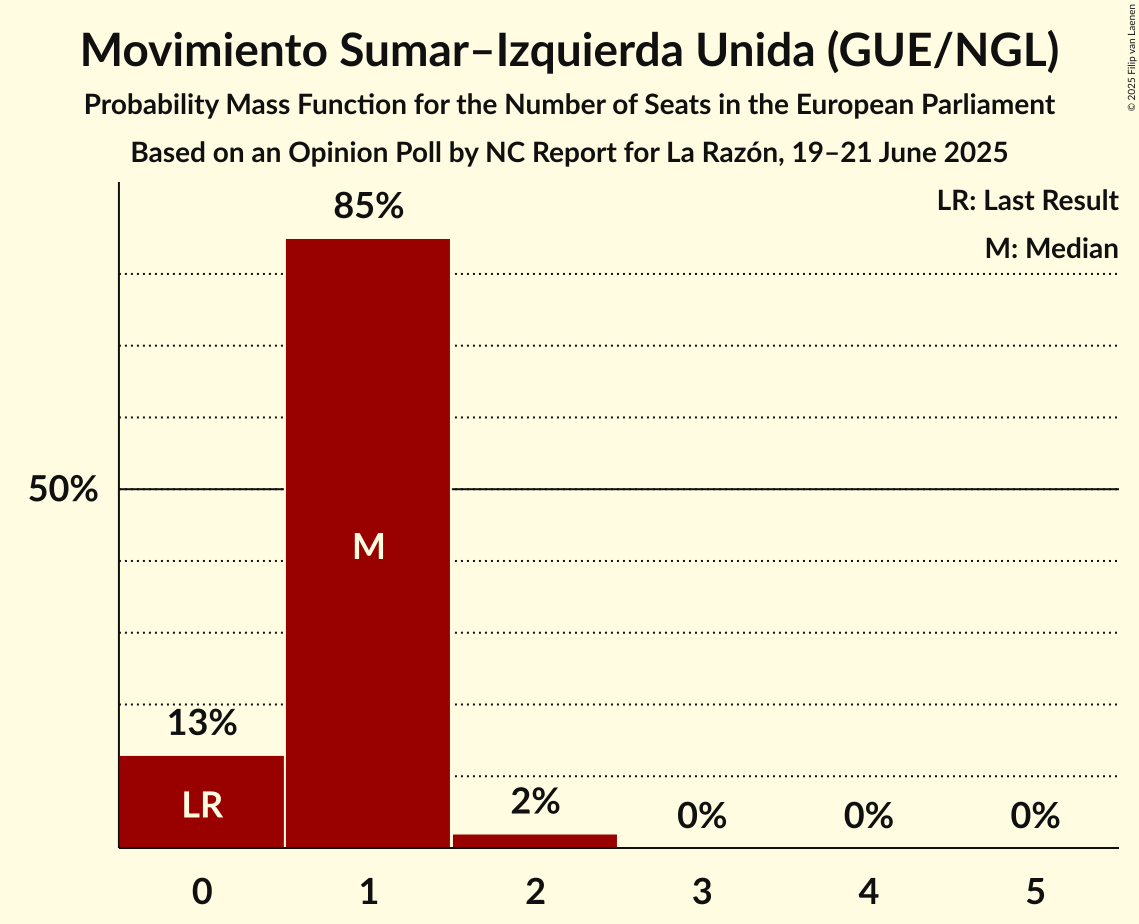 Movimiento Sumar–Izquierda Unida (GUE/NGL)
Probability Mass Function for the Number of Seats in the European Parliament
Based on an Opinion Poll by NC Report for La Razón, 19–21 June 2025
© 2025 Filip van Laenen
LR: Last Result
M: Median
85%
50%
M
13%
LR
2%
0%
0%
0%
0
1
2
3
4
5